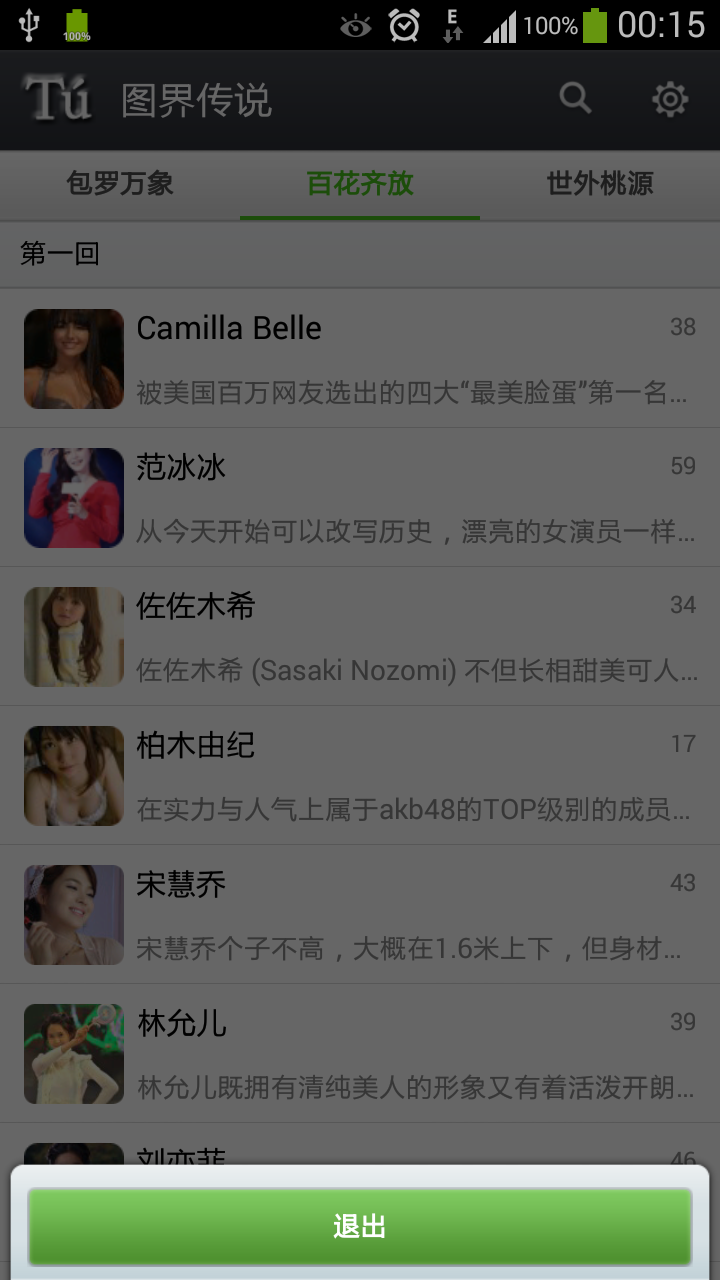 100%
E
100%
00:15
Tú 图界传说
包罗万象 百花齐放 世外桃源
第一回
Camilla Belle 38
被美国百万网友选出的四大“最美脸蛋”第一名...
范冰冰 59
从今天开始可以改写历史，漂亮的女演员一样...
佐佐木希 34
佐佐木希 (Sasaki Nozomi) 不但长相甜美可人...
柏木由纪 17
在实力与人气上属于akb48的TOP级别的成员...
宋慧乔 43
宋慧乔个子不高，大概在1.6米上下，但身材...
林允儿 39
林允儿既拥有清纯美人的形象又有着活泼开朗...
刘亦菲 46
退出